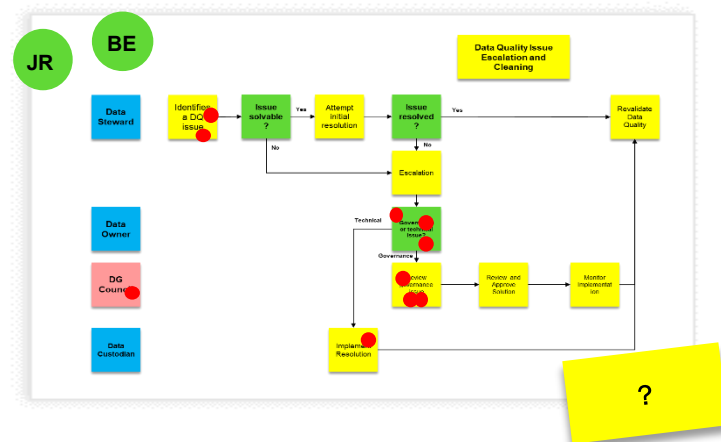 JR
BE
Data Quality Issue
Escalation and
Cleaning
Data
Steward
Identifies
a DQ
issue
Issue
solvable
?
Yes
Attempt
initial
resolution
Issue
resolved
?
Yes
Revalidate
Data
Quality
No
No
Escalation
Data
Owner
Technical
or technical
issue?
Governance
DG
Review and
Approve
Solution
Monitor
Implementat
ion
Data
Custodian
Resolution
?